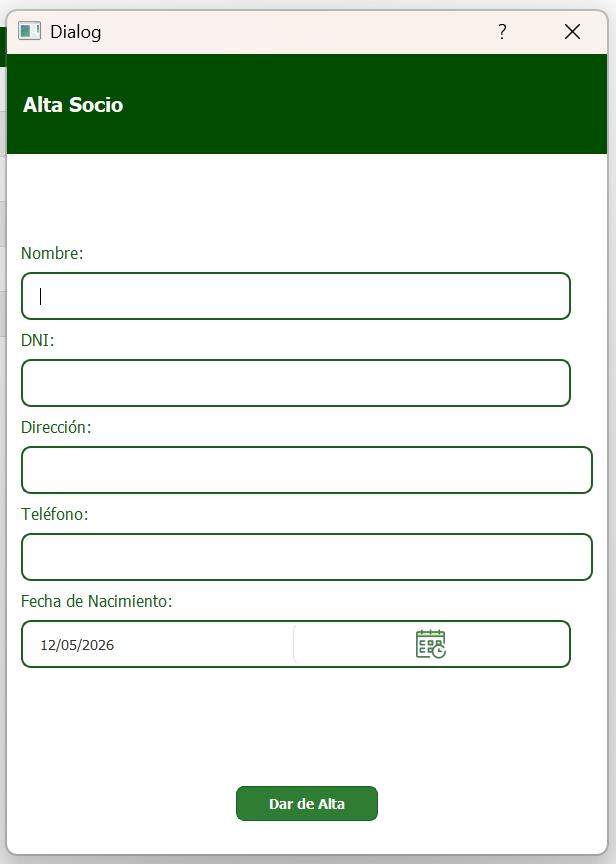 Dialog ?
Alta Socio
Nombre:
DNI:
Dirección:
Teléfono:
Fecha de Nacimiento:
12/05/2026
Dar de Alta